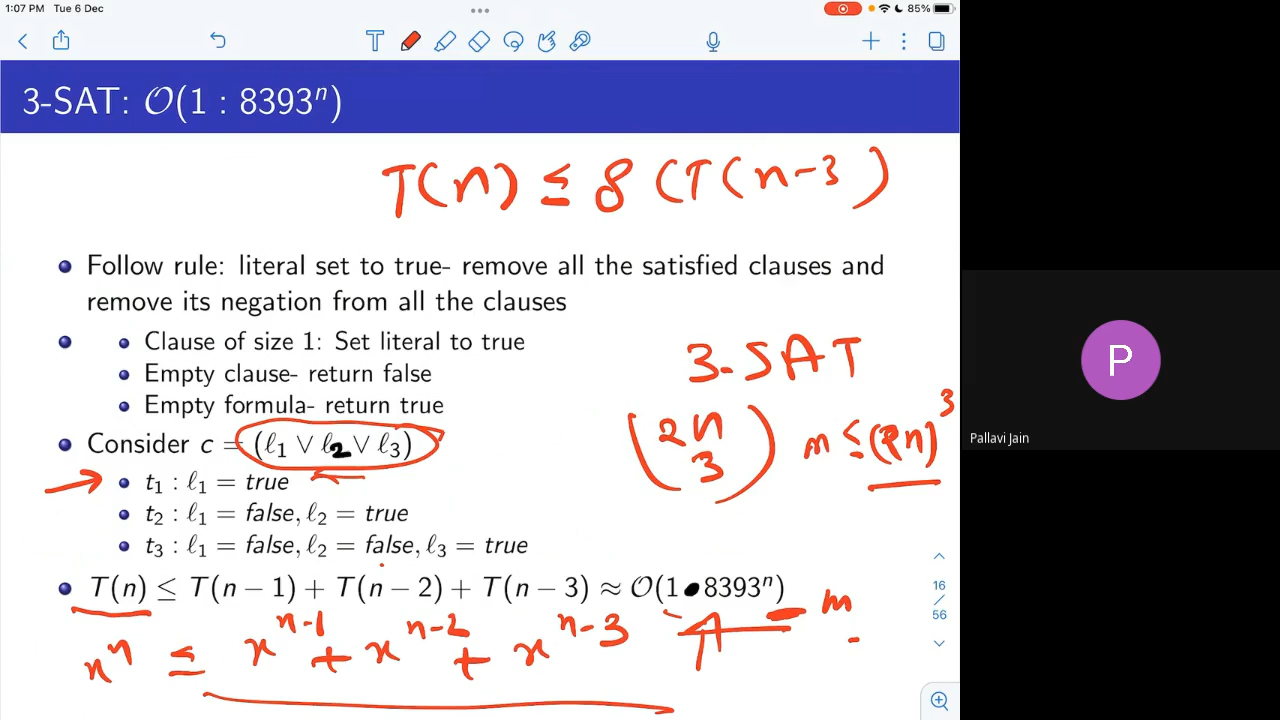 1:07 PM Tue 6 Dec
85%
3-SAT: O(1 : 8393ⁿ)
T(n) ≤ 8 (T(n-3)
Follow rule: literal set to true- remove all the satisfied clauses and
remove its negation from all the clauses
Clause of size 1: Set literal to true
Empty clause- return false
Empty formula- return true
3-SAT
Consider c = (ℓ₁ ∨ ℓ₂ ∨ ℓ₃)
(2n 3) m ≤ (2n)³
Pallavi Jain
P
t₁ : ℓ₁ = true
t₂ : ℓ₁ = false, ℓ₂ = true
t₃ : ℓ₁ = false, ℓ₂ = false, ℓ₃ = true
T(n) ≤ T(n − 1) + T(n − 2) + T(n − 3) ≈ O(1.8393ⁿ)
m
xⁿ ≤ xⁿ⁻¹ + xⁿ⁻² + xⁿ⁻³
16
/
56